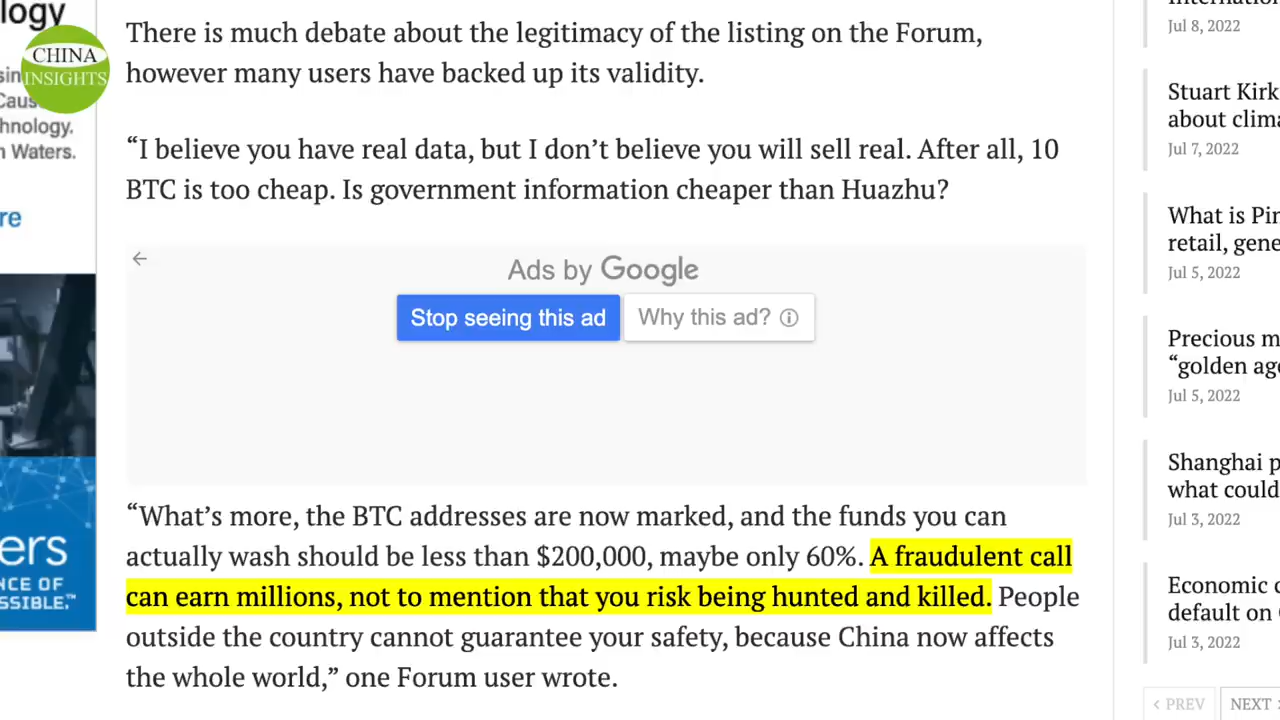 ology
CHINA
INSIGHTS
There is much debate about the legitimacy of the listing on the Forum,
however many users have backed up its validity.
hnology.
n Waters.
“I believe you have real data, but I don’t believe you will sell real. After all, 10
BTC is too cheap. Is government information cheaper than Huazhu?
re
Ads by Google
Stop seeing this ad
Why this ad?
“What’s more, the BTC addresses are now marked, and the funds you can
actually wash should be less than $200,000, maybe only 60%. A fraudulent call
can earn millions, not to mention that you risk being hunted and killed. People
outside the country cannot guarantee your safety, because China now affects
the whole world,” one Forum user wrote.
ers
NCE OF
SSIBLE.™
Jul 8, 2022
Stuart Kirk
about clima
Jul 7, 2022
What is Pin
retail, gene
Jul 5, 2022
Precious m
“golden age
Jul 5, 2022
Shanghai p
what could
Jul 3, 2022
Economic c
default on
Jul 3, 2022
PREV
NEXT